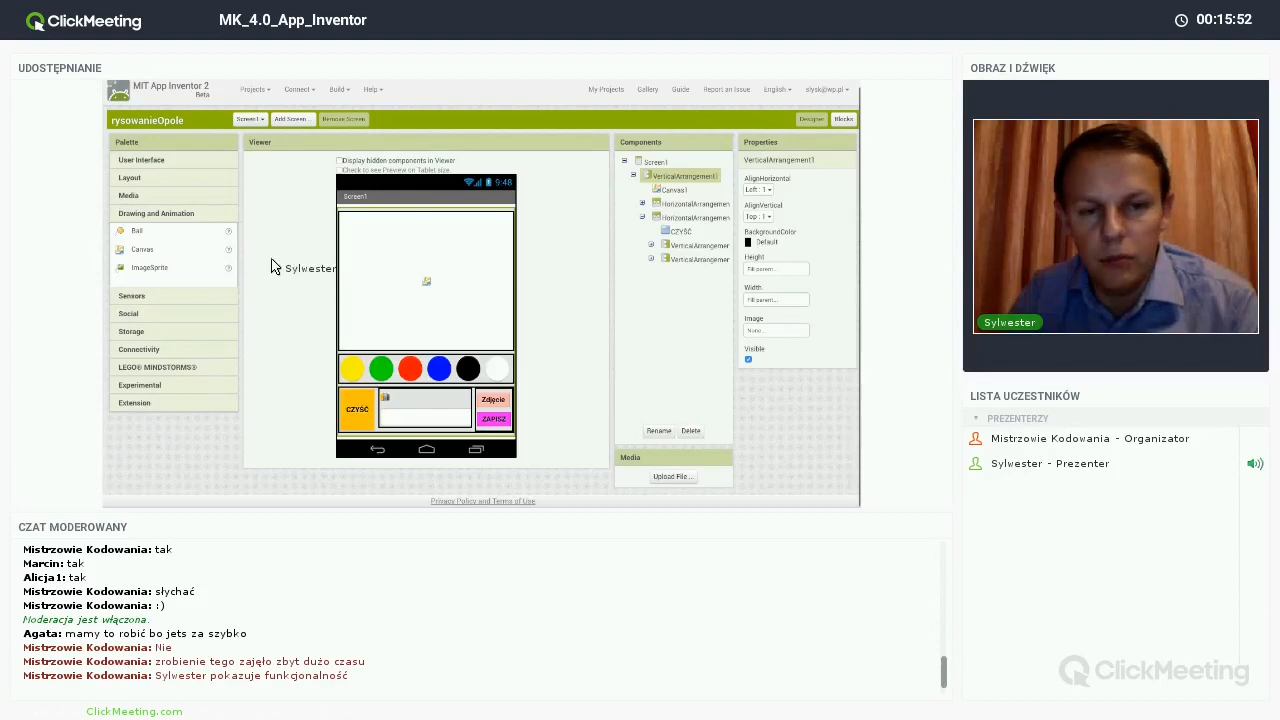 ClickMeeting
MK_4.0_App_Inventor
00:15:52
UDOSTĘPNIANIE
MIT App Inventor 2
Beta
Projects Connect Build Help
My Projects Gallery Guide Report an Issue English slysk@wp.pl
rysowanieOpole
Screen1 Add Screen ... Remove Screen
Designer Blocks
Palette
User Interface
Layout
Media
Drawing and Animation
Ball
Canvas
ImageSprite
Sensors
Social
Storage
Connectivity
LEGO® MINDSTORMS®
Experimental
Extension
Viewer
Display hidden components in Viewer
Check to see Preview on Tablet size.
9:48
Screen1
Sylwester
CZYŚĆ
Zdjęcie
ZAPISZ
Components
Screen1
VerticalArrangement1
Canvas1
HorizontalArrangemen
HorizontalArrangemen
CZYŚĆ
VerticalArrangemer
VerticalArrangemer
Rename Delete
Media
Upload File ...
Properties
VerticalArrangement1
AlignHorizontal
Left : 1
AlignVertical
Top : 1
BackgroundColor
Default
Height
Fill parent...
Width
Fill parent...
Image
None...
Visible
Privacy Policy and Terms of Use
OBRAZ I DŹWIĘK
Sylwester
LISTA UCZESTNIKÓW
PREZENTERZY
Mistrzowie Kodowania - Organizator
Sylwester - Prezenter
CZAT MODEROWANY
Mistrzowie Kodowania: tak
Marcin: tak
Alicja1: tak
Mistrzowie Kodowania: słychać
Mistrzowie Kodowania: :)
Moderacja jest włączona.
Agata: mamy to robić bo jets za szybko
Mistrzowie Kodowania: Nie
Mistrzowie Kodowania: zrobienie tego zajęło zbyt dużo czasu
Mistrzowie Kodowania: Sylwester pokazuje funkcjonalność
ClickMeeting
ClickMeeting.com